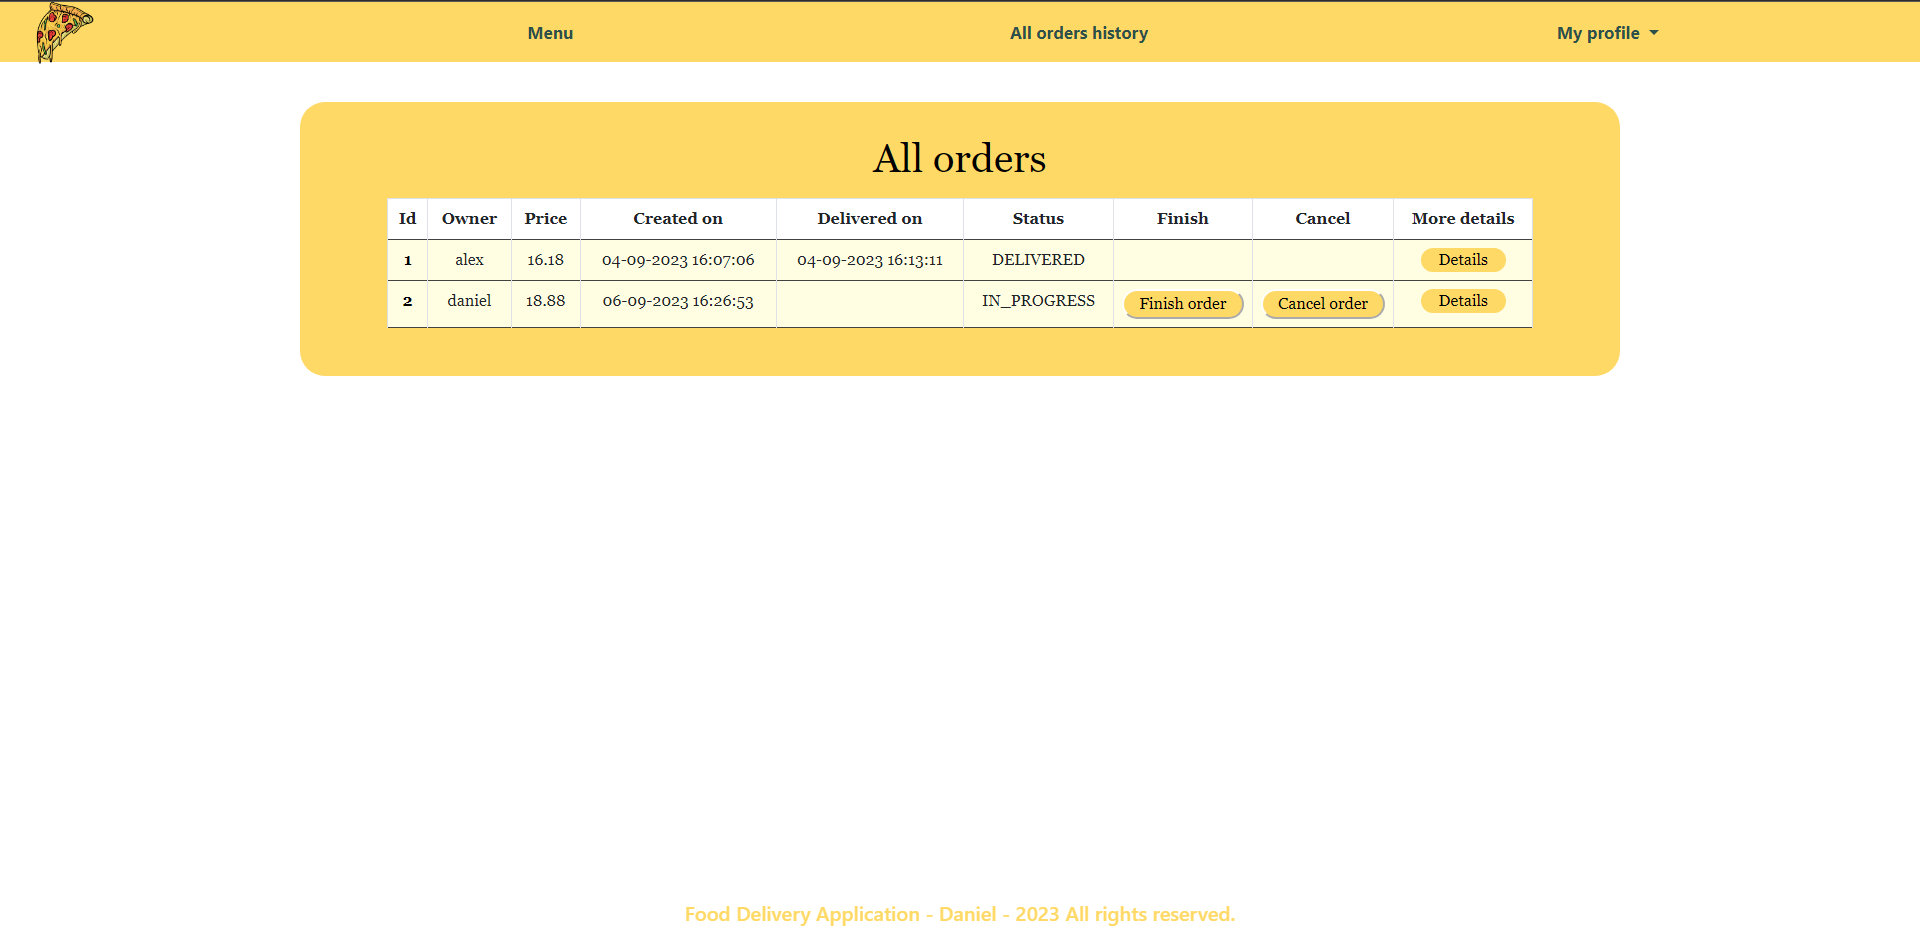 Menu All orders history My profile
All orders
Id Owner Price Created on Delivered on Status Finish Cancel More details
1 alex 16.18 04-09-2023 16:07:06 04-09-2023 16:13:11 DELIVERED Details
2 daniel 18.88 06-09-2023 16:26:53 IN_PROGRESS Finish order Cancel order Details
Food Delivery Application - Daniel - 2023 All rights reserved.